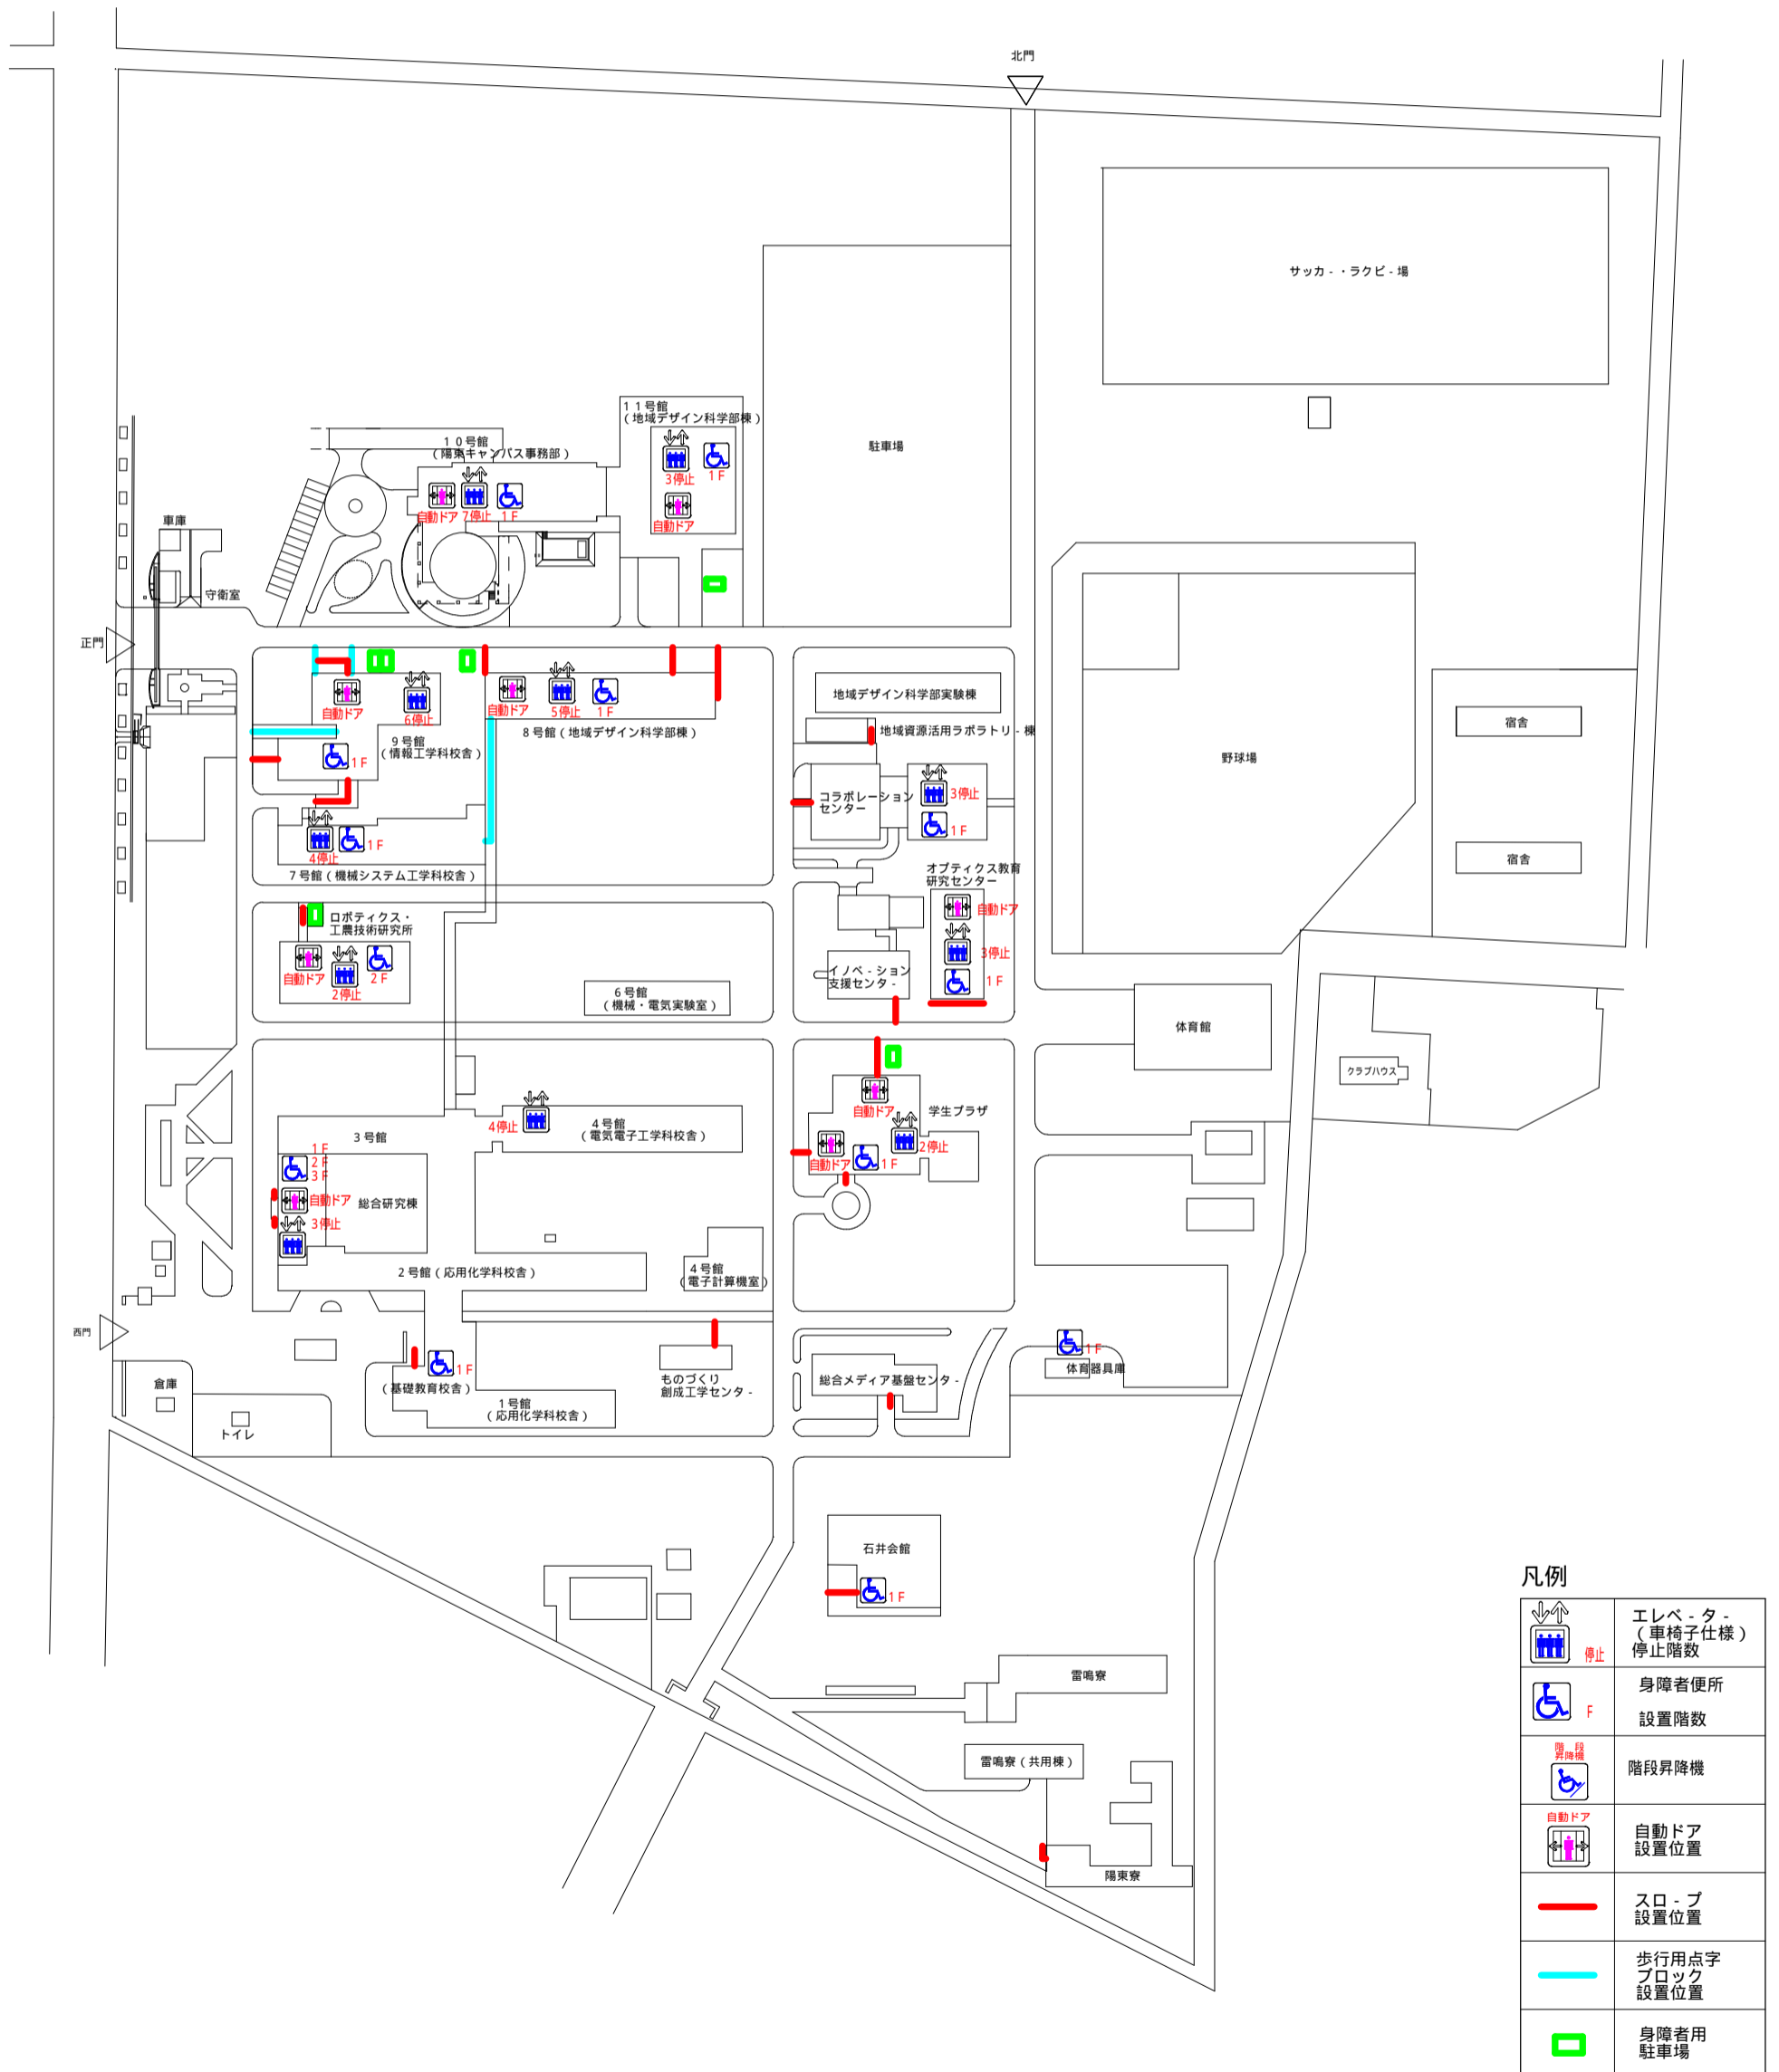 北門
サッカ-・ラクビ-場
１１号館
（地域デザイン科学部棟）
3停止
1F
自動ドア
駐車場
１０号館
（陽東キャンパス事務部）
自動ドア
7停止
1F
車庫
守衛室
正門
自動ドア
6停止
９号館
（情報工学科校舎）
1F
自動ドア
5停止
1F
８号館（地域デザイン科学部棟）
4停止
1F
７号館（機械システム工学科校舎）
地域デザイン科学部実験棟
地域資源活用ラボラトリ-棟
コラボレーション
センター
3停止
1F
野球場
宿舎
宿舎
オプティクス教育
研究センター
自動ドア
3停止
1F
ロボティクス・
工農技術研究所
自動ドア
2停止
2F
６号館
（機械・電気実験室）
イノベ-ション
支援センタ-
体育館
クラブハウス
自動ドア
学生プラザ
自動ドア
1F
2停止
３号館
4停止
４号館
（電気電子工学科校舎）
1F
2F
3F
自動ドア
3停止
総合研究棟
２号館（応用化学科校舎）
４号館
（電子計算機室）
西門
倉庫
トイレ
1F
（基礎教育校舎）
１号館
（応用化学科校舎）
ものづくり
創成工学センタ-
総合メディア基盤センタ-
1F
体育器具庫
石井会館
1F
雷鳴寮
雷鳴寮（共用棟）
陽東寮
凡例
停止
エレベ-タ-
（車椅子仕様）
停止階数
F
身障者便所
設置階数
階 段
昇降機
階段昇降機
自動ドア
自動ドア
設置位置
スロ-プ
設置位置
歩行用点字
ブロック
設置位置
身障者用
駐車場